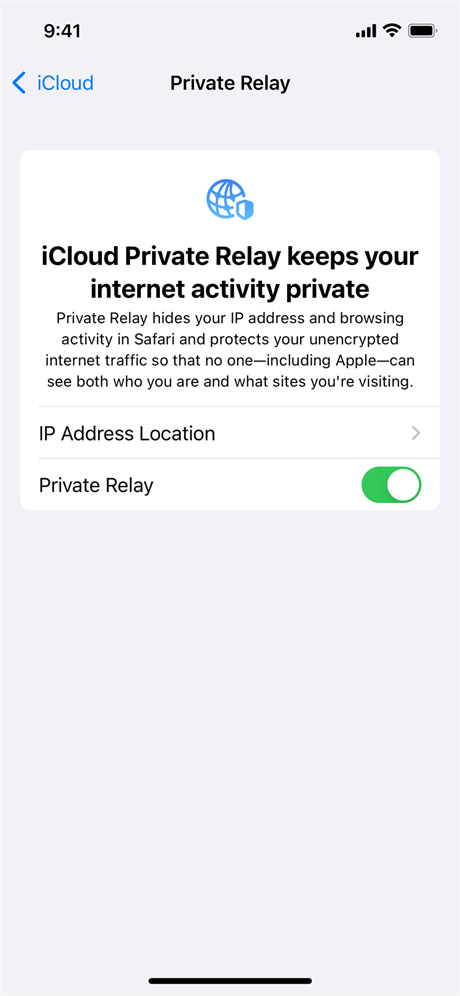 9:41
iCloud
Private Relay
iCloud Private Relay keeps your
internet activity private
Private Relay hides your IP address and browsing
activity in Safari and protects your unencrypted
internet traffic so that no one—including Apple—can
see both who you are and what sites you're visiting.
IP Address Location
Private Relay